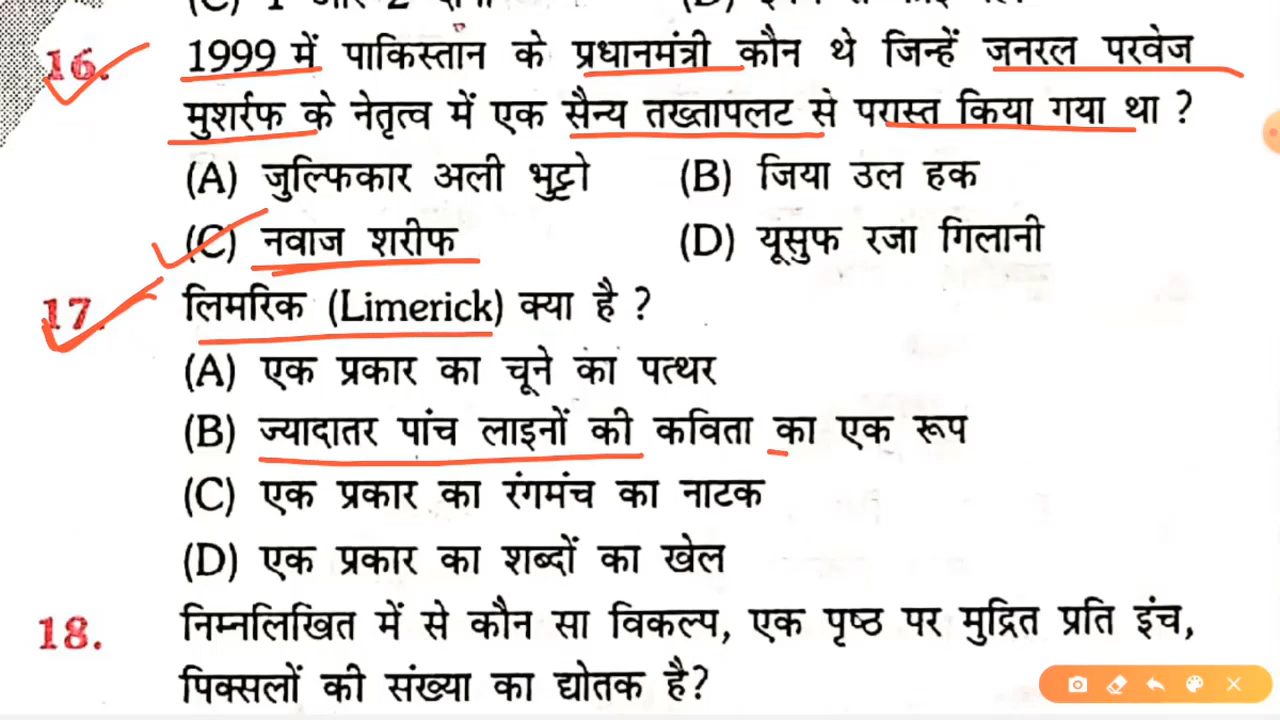 16. 1999 में पाकिस्तान के प्रधानमंत्री कौन थे जिन्हें जनरल परवेज
मुशर्रफ के नेतृत्व में एक सैन्य तख्तापलट से परास्त किया गया था ?
(A) जुल्फिकार अली भुट्टो (B) जिया उल हक
(C) नवाज शरीफ (D) यूसुफ रजा गिलानी
17. लिमरिक (Limerick) क्या है ?
(A) एक प्रकार का चूने का पत्थर
(B) ज्यादातर पांच लाइनों की कविता का एक रूप
(C) एक प्रकार का रंगमंच का नाटक
(D) एक प्रकार का शब्दों का खेल
18. निम्नलिखित में से कौन सा विकल्प, एक पृष्ठ पर मुद्रित प्रति इंच,
पिक्सलों की संख्या का द्योतक है?